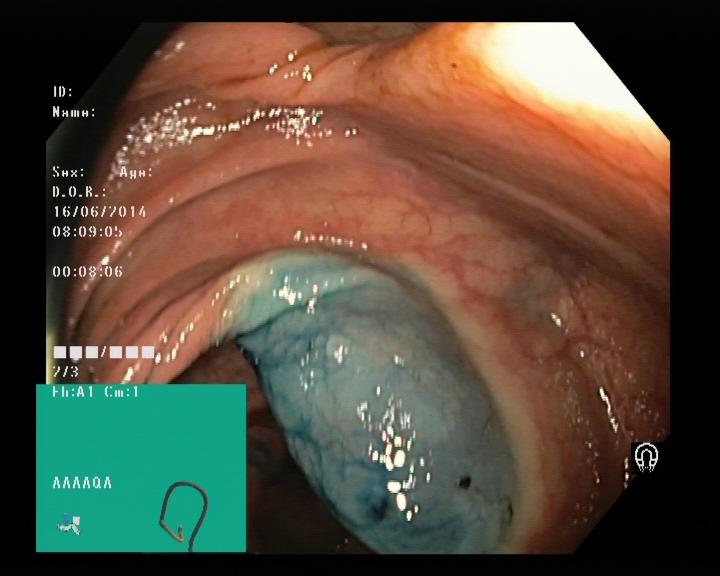 ID:
Name:
Sex: Age:
D.O.B.:
16/06/2014
08:09:05
00:08:06
■■■/■■■
2/3
Eh:A1 Cm:1
AAAAQA